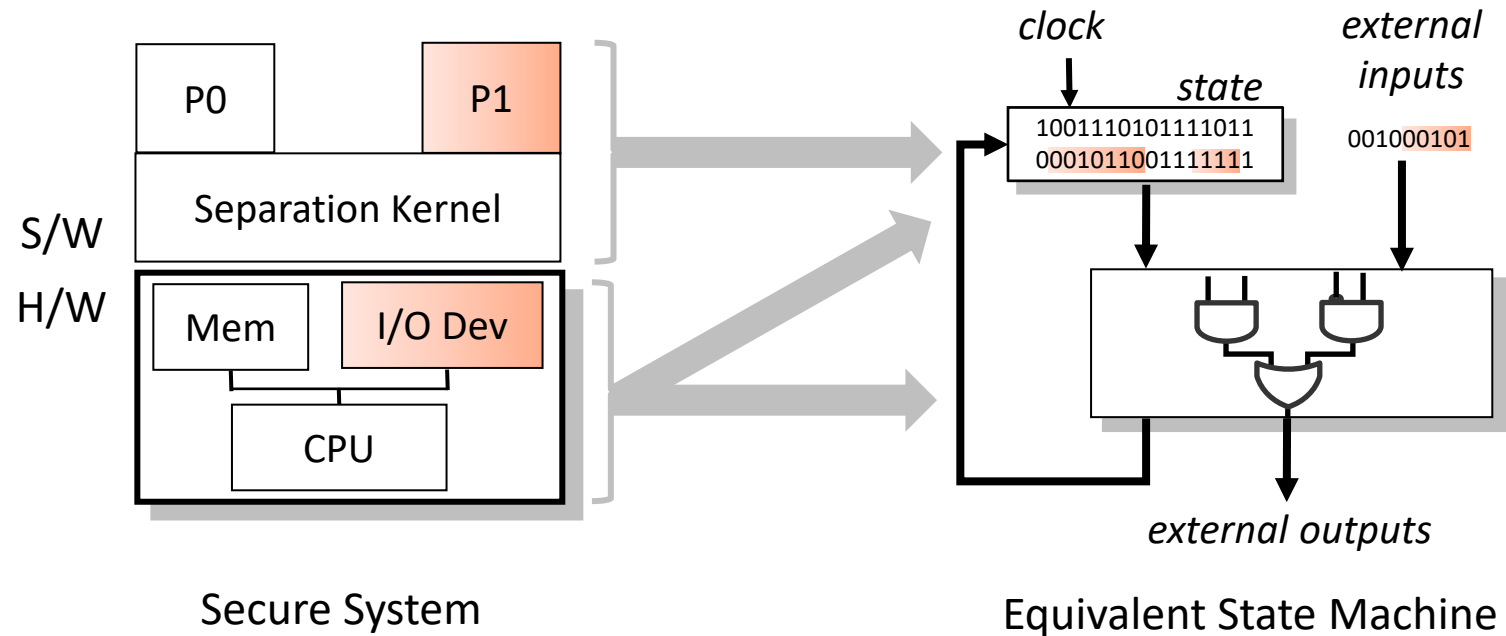 P0
P1
Separation Kernel
S/W
H/W
Mem
I/O Dev
CPU
Secure System
clock
external
inputs
state
1001110101111011
0001011001111111
001000101
external outputs
Equivalent State Machine